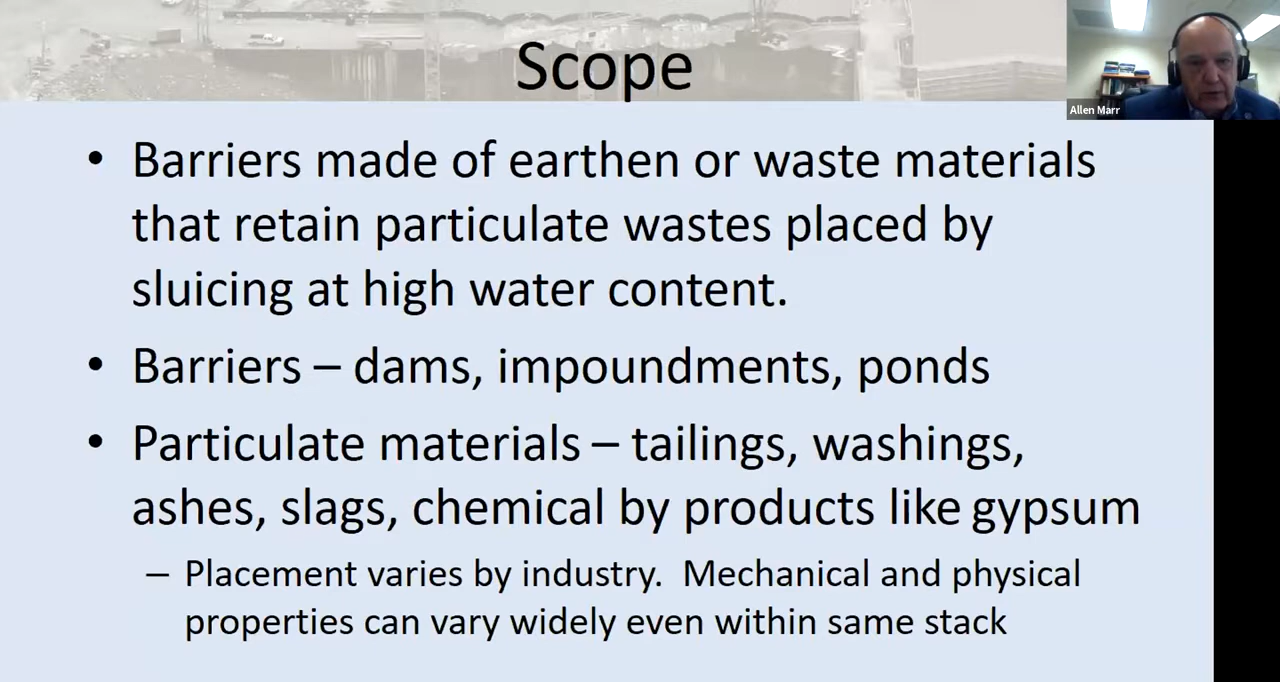 Scope
Allen Marr
• Barriers made of earthen or waste materials
that retain particulate wastes placed by
sluicing at high water content.
• Barriers – dams, impoundments, ponds
• Particulate materials – tailings, washings,
ashes, slags, chemical by products like gypsum
– Placement varies by industry.  Mechanical and physical
properties can vary widely even within same stack